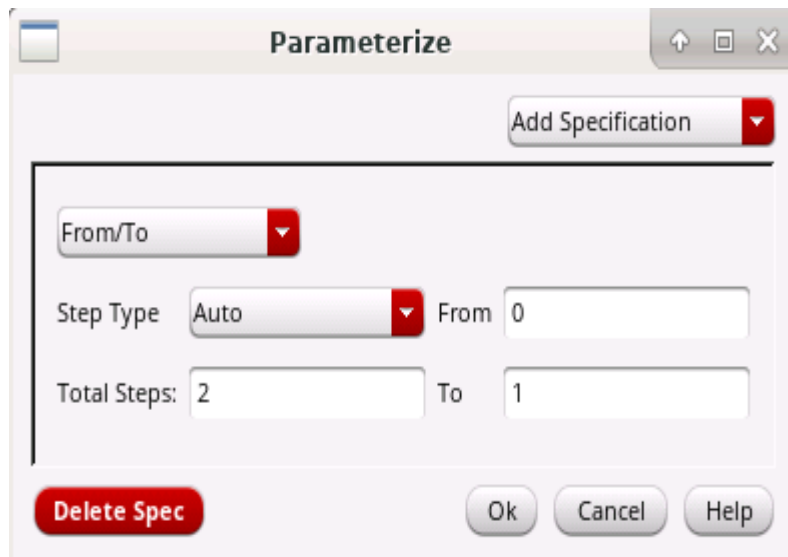 Parameterize
Add Specification
From/To
Step Type Auto From 0
Total Steps: 2 To 1
Delete Spec Ok Cancel Help